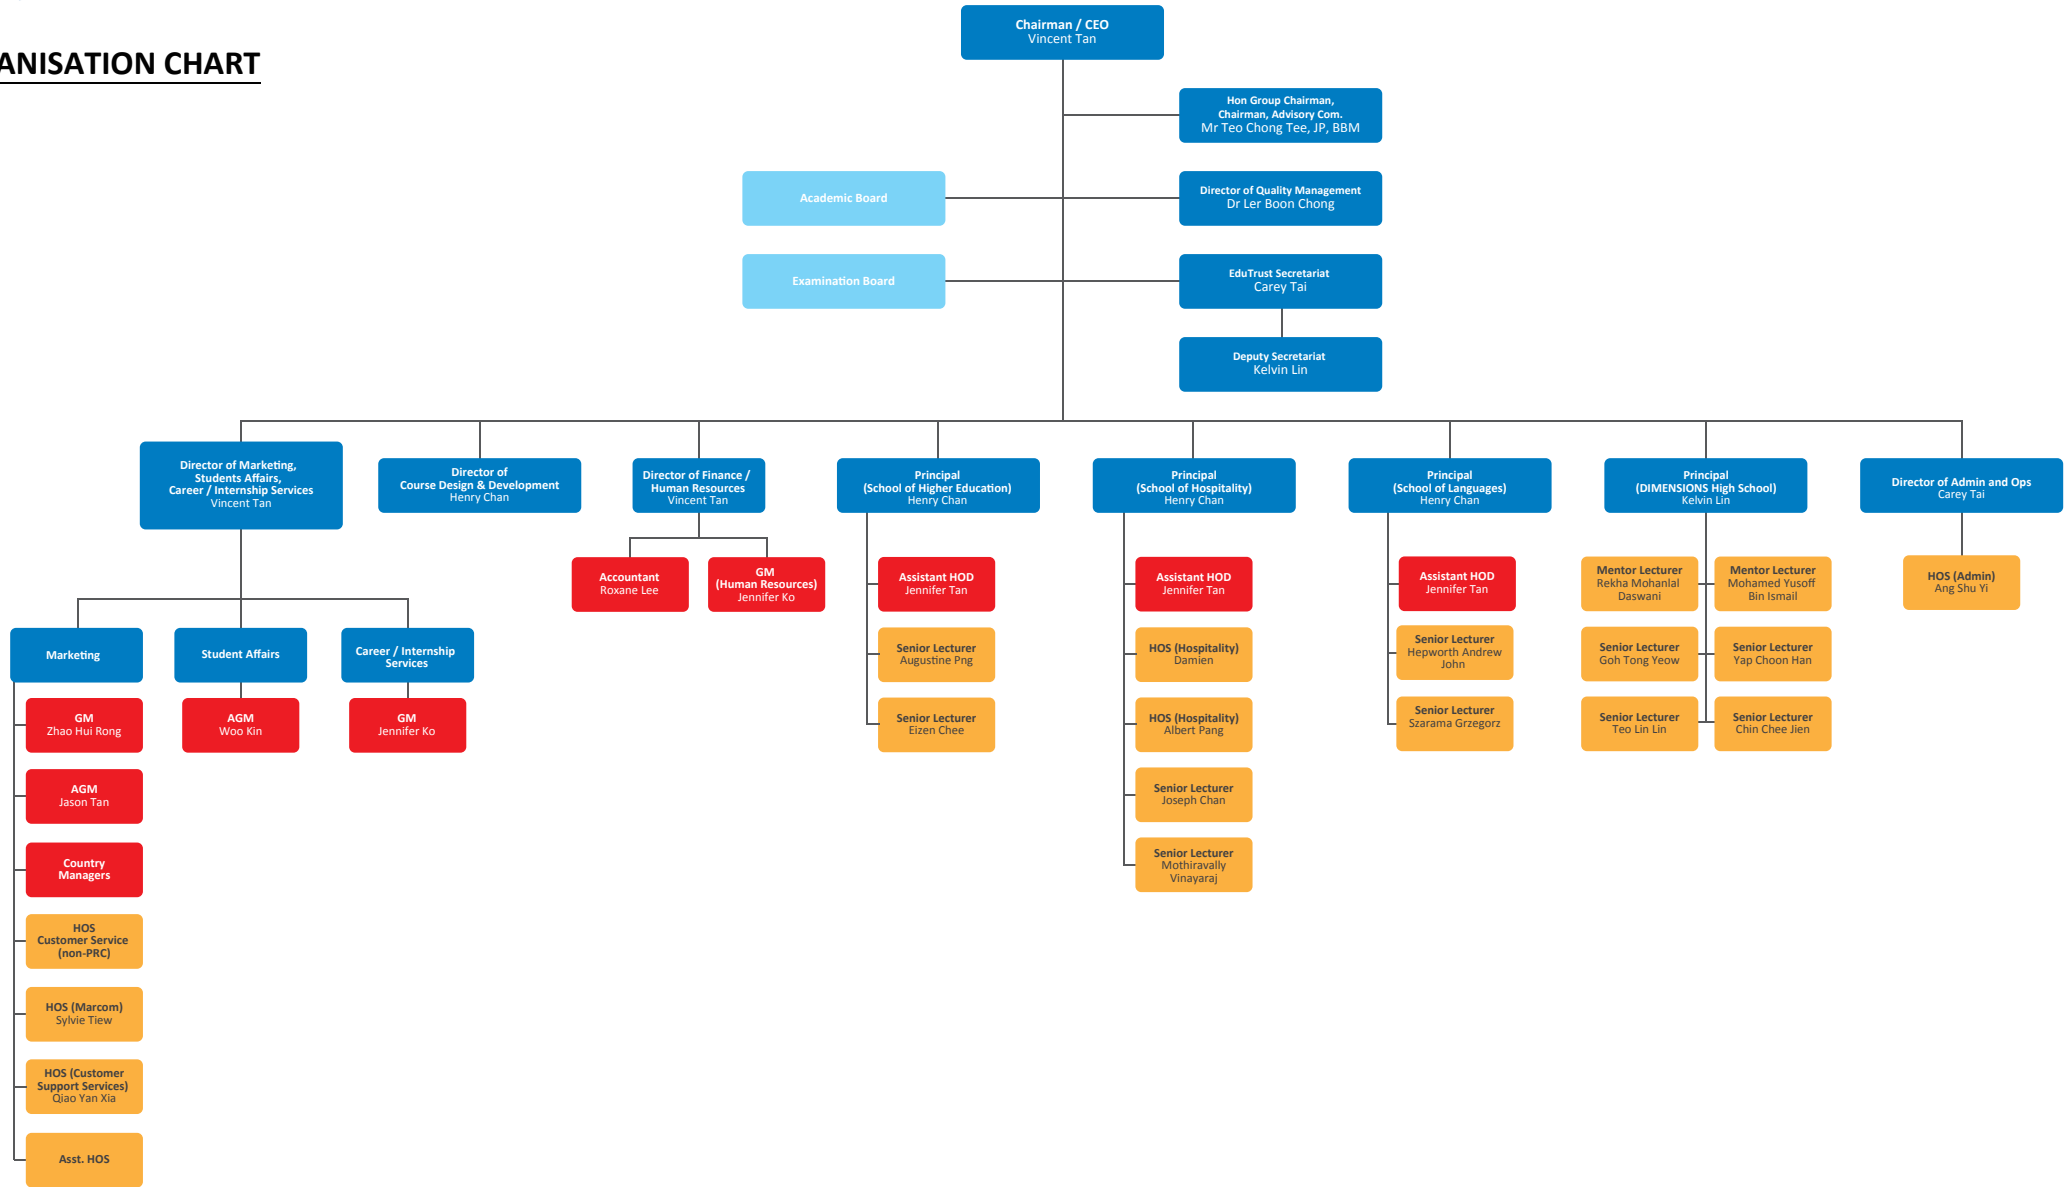 ANISATION CHART
Chairman / CEO
Vincent Tan
Hon Group Chairman,
Chairman, Advisory Com.
Mr Teo Chong Tee, JP, BBM
Academic Board
Director of Quality Management
Dr Ler Boon Chong
Examination Board
EduTrust Secretariat
Carey Tai
Deputy Secretariat
Kelvin Lin
Director of Marketing,
Students Affairs,
Career / Internship Services
Vincent Tan
Director of
Course Design & Development
Henry Chan
Director of Finance /
Human Resources
Vincent Tan
Principal
(School of Higher Education)
Henry Chan
Principal
(School of Hospitality)
Henry Chan
Principal
(School of Languages)
Henry Chan
Principal
(DIMENSIONS High School)
Kelvin Lin
Director of Admin and Ops
Carey Tai
Marketing
GM
Zhao Hui Rong
AGM
Jason Tan
Country
Managers
HOS
Customer Service
(non-PRC)
HOS (Marcom)
Sylvie Tiew
HOS (Customer
Support Services)
Qiao Yan Xia
Asst. HOS
Student Affairs
AGM
Woo Kin
Career / Internship
Services
GM
Jennifer Ko
Accountant
Roxane Lee
GM
(Human Resources)
Jennifer Ko
Assistant HOD
Jennifer Tan
Senior Lecturer
Augustine Png
Senior Lecturer
Eizen Chee
Assistant HOD
Jennifer Tan
HOS (Hospitality)
Damien
HOS (Hospitality)
Albert Pang
Senior Lecturer
Joseph Chan
Senior Lecturer
Mothiravally
Vinayaraj
Assistant HOD
Jennifer Tan
Senior Lecturer
Hepworth Andrew
John
Senior Lecturer
Szarama Grzegorz
Mentor Lecturer
Rekha Mohanlal
Daswani
Mentor Lecturer
Mohamed Yusoff
Bin Ismail
Senior Lecturer
Goh Tong Yeow
Senior Lecturer
Yap Choon Han
Senior Lecturer
Teo Lin Lin
Senior Lecturer
Chin Chee Jien
HOS (Admin)
Ang Shu Yi